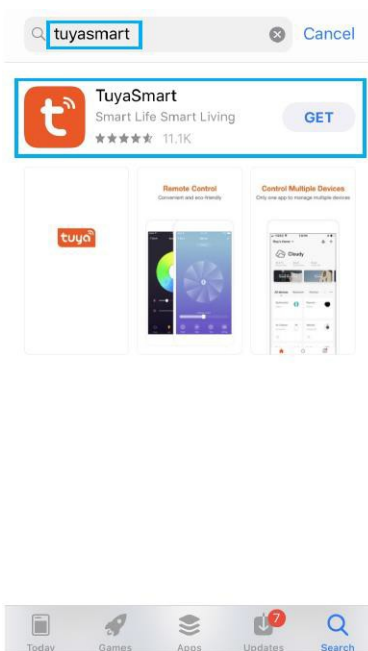 tuyasmart
Cancel
TuyaSmart
Smart Life Smart Living
GET
11.1K
tuya
Remote Control
Convenient and eco-friendly
Control Multiple Devices
Only one app to manage multiple devices
Cloudy
7
Today
Games
Apps
Updates
Search